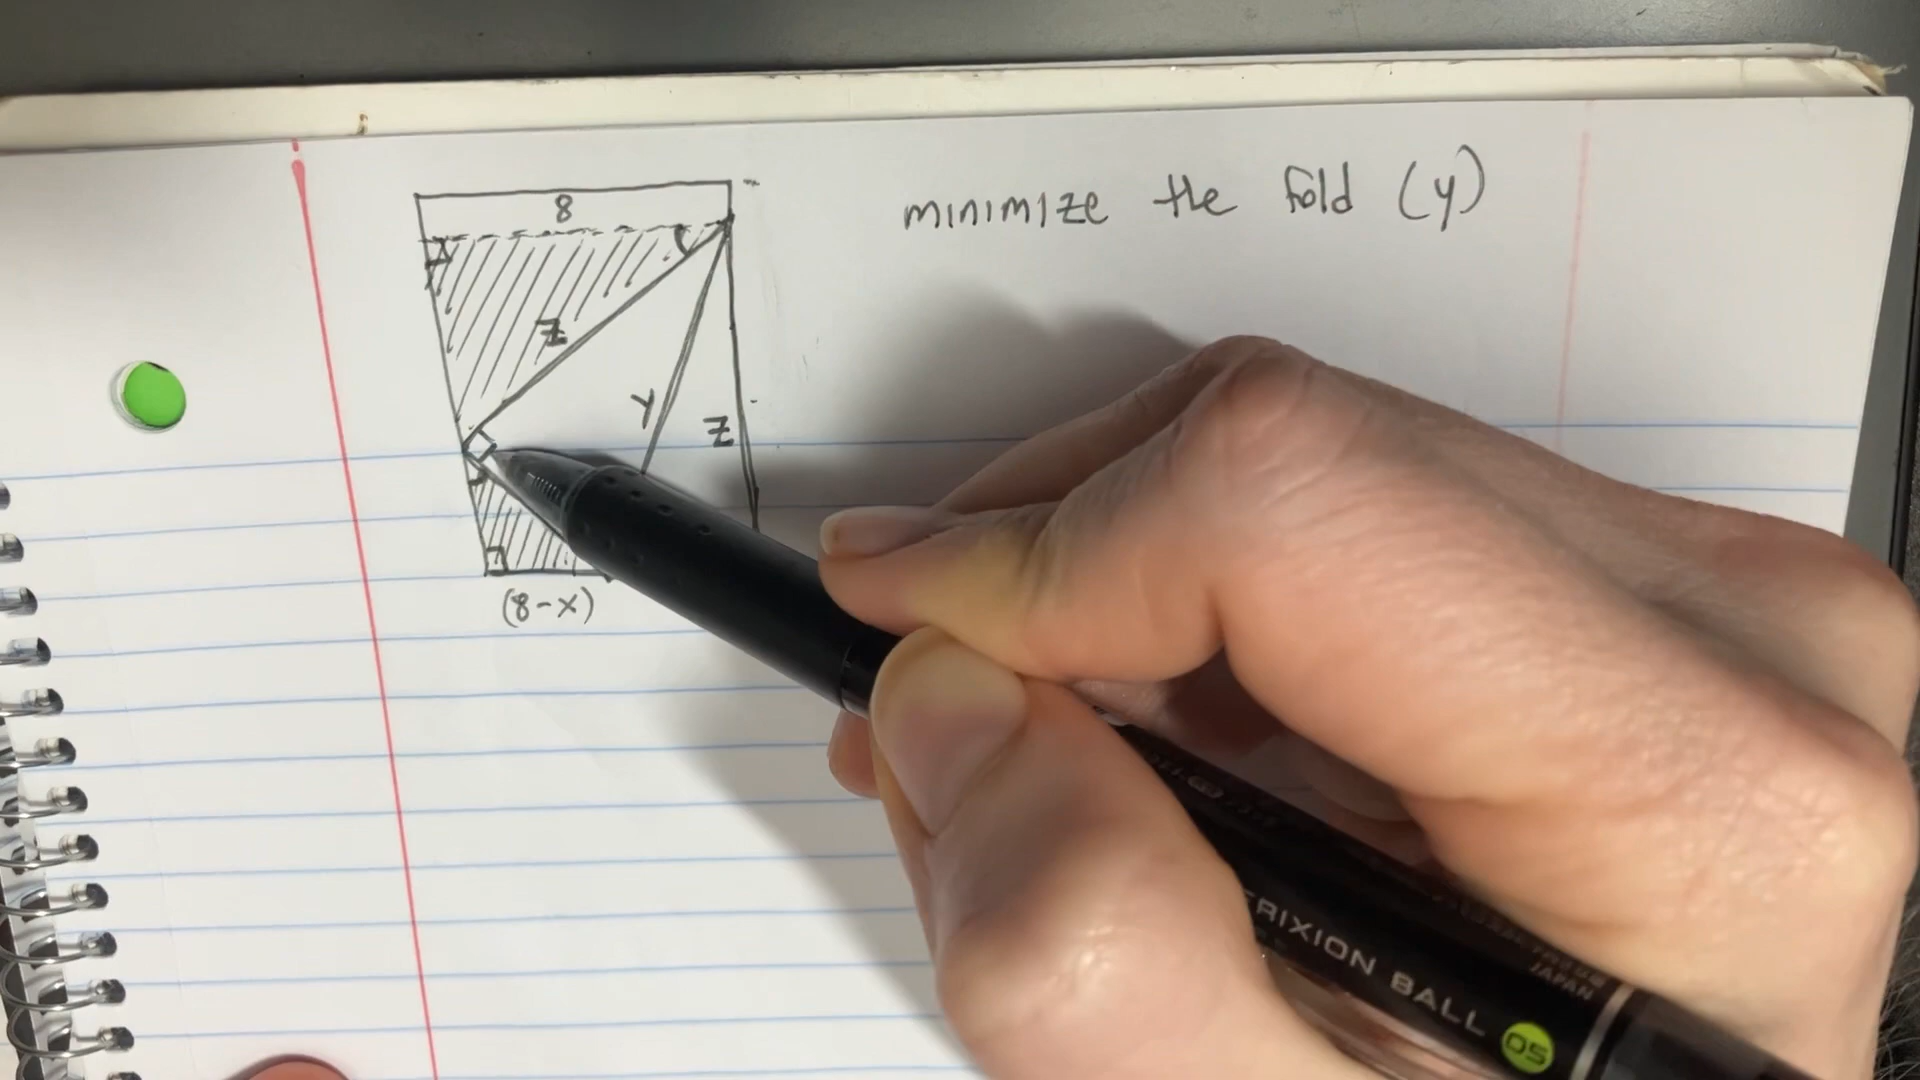 minimize the fold (y)
8
z
y
z
(8-x)
FRIXION BALL 05
JAPAN